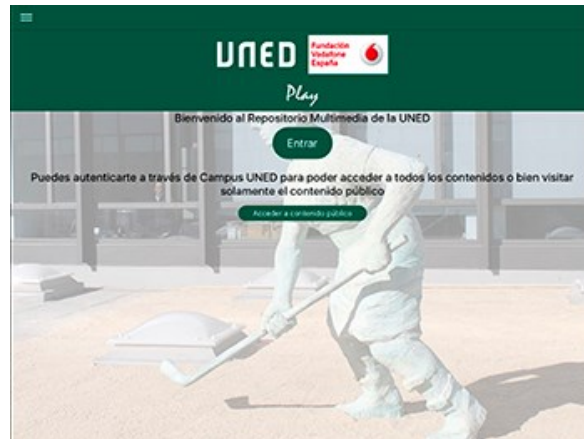 UNED
Fundación
Vodafone
España
Play
Bienvenido al Repositorio Multimedia de la UNED
Entrar
Puedes autenticarte a través de Campus UNED para poder acceder a todos los contenidos o bien visitar
solamente el contenido público
Acceder a contenido público